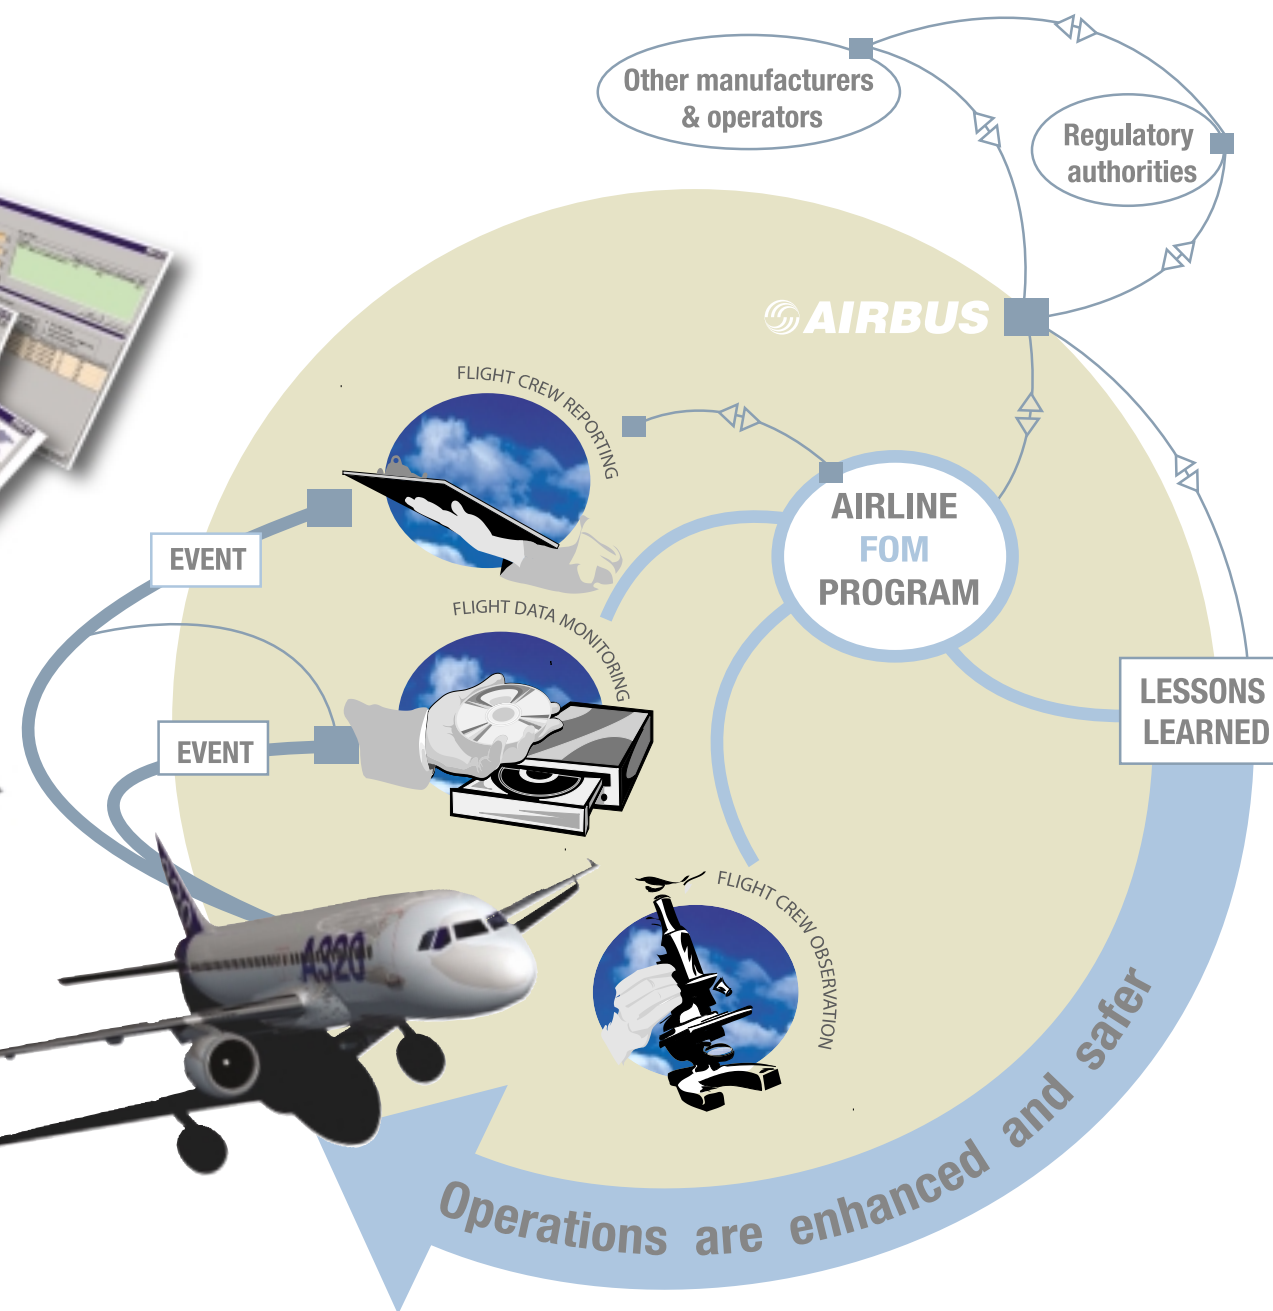 Other manufacturers
& operators
Regulatory
authorities
AIRBUS
FLIGHT CREW REPORTING
AIRLINE
FOM
PROGRAM
EVENT
FLIGHT DATA MONITORING
LESSONS
LEARNED
EVENT
FLIGHT CREW OBSERVATION
A320
Operations are enhanced and safer